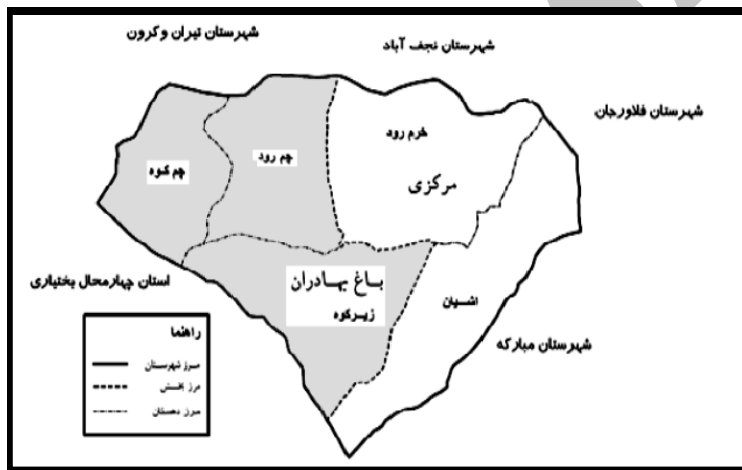 شهرستان تیران و کرون
شهرستان نجف آباد
شهرستان فلاورجان
خرم رود
چم رود
چم کوه
مرکزی
استان چهارمحال بختیاری
باغ بهادران
زیرکوه
اشیان
شهرستان مبارکه
راهنما
مرز شهرستان
مرز بخش
مرز دهستان